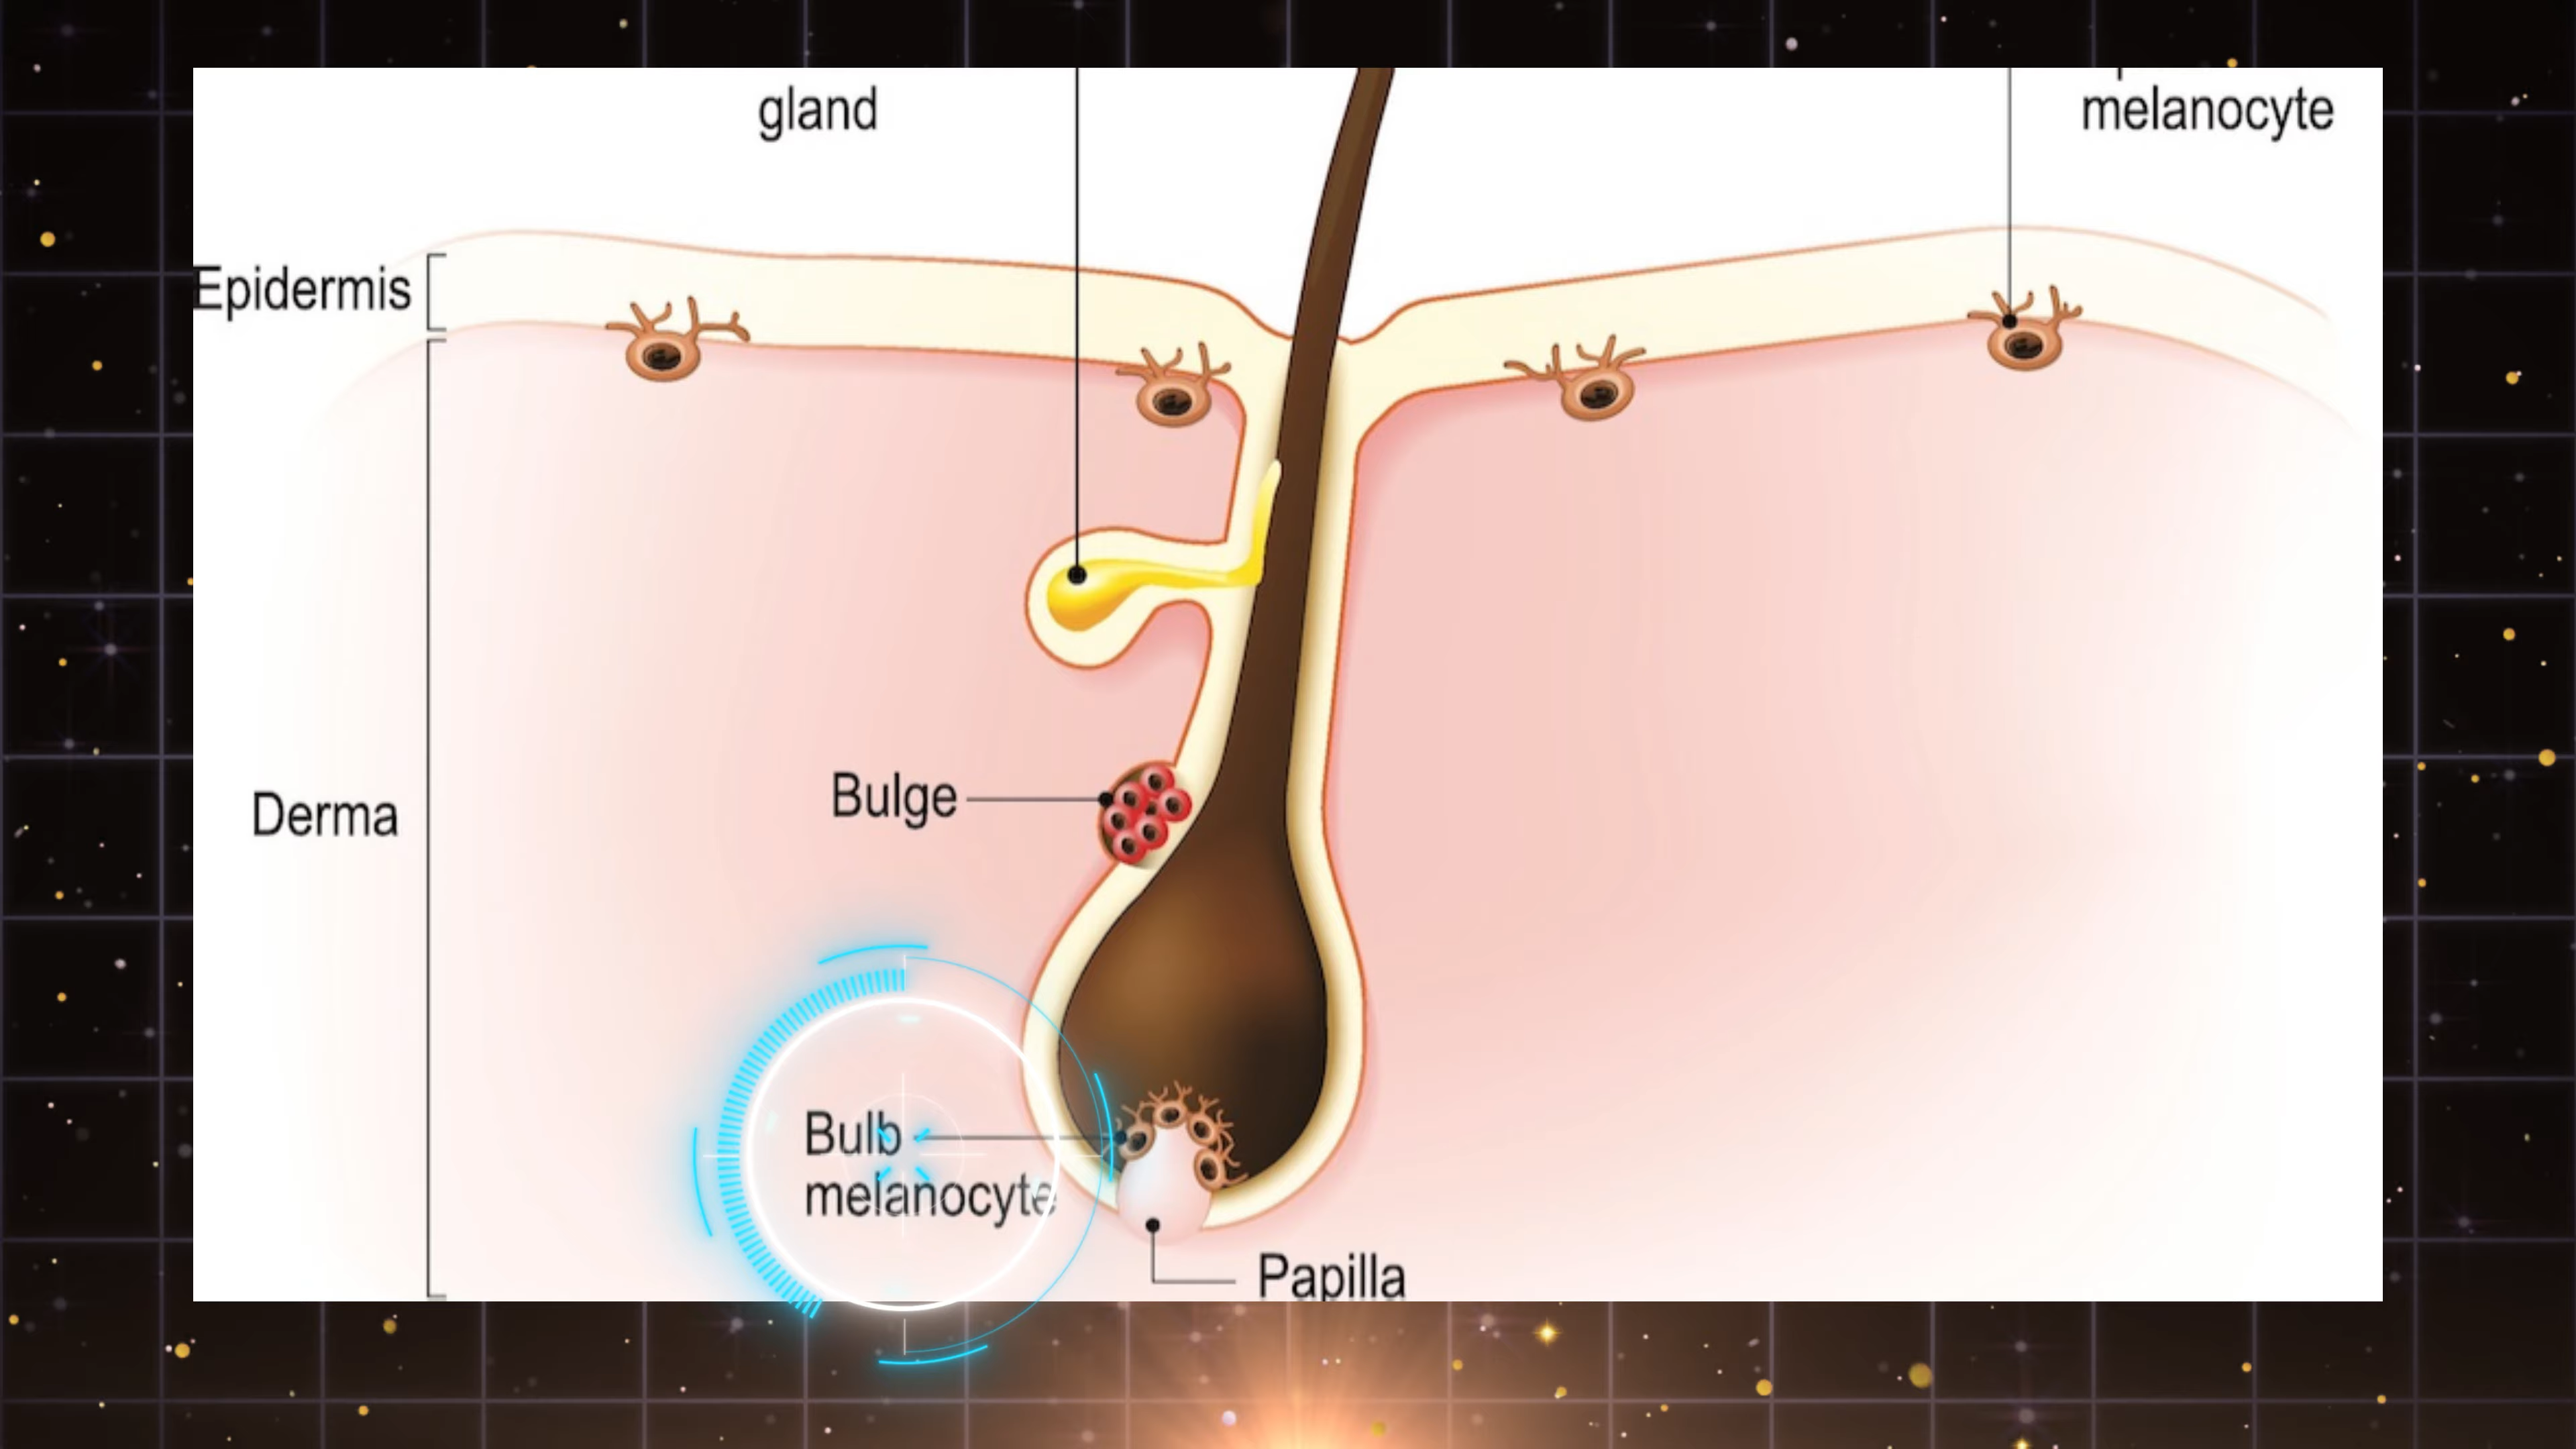 gland
melanocyte
Epidermis
Bulge
Derma
Bulb
melanocyte
Papilla